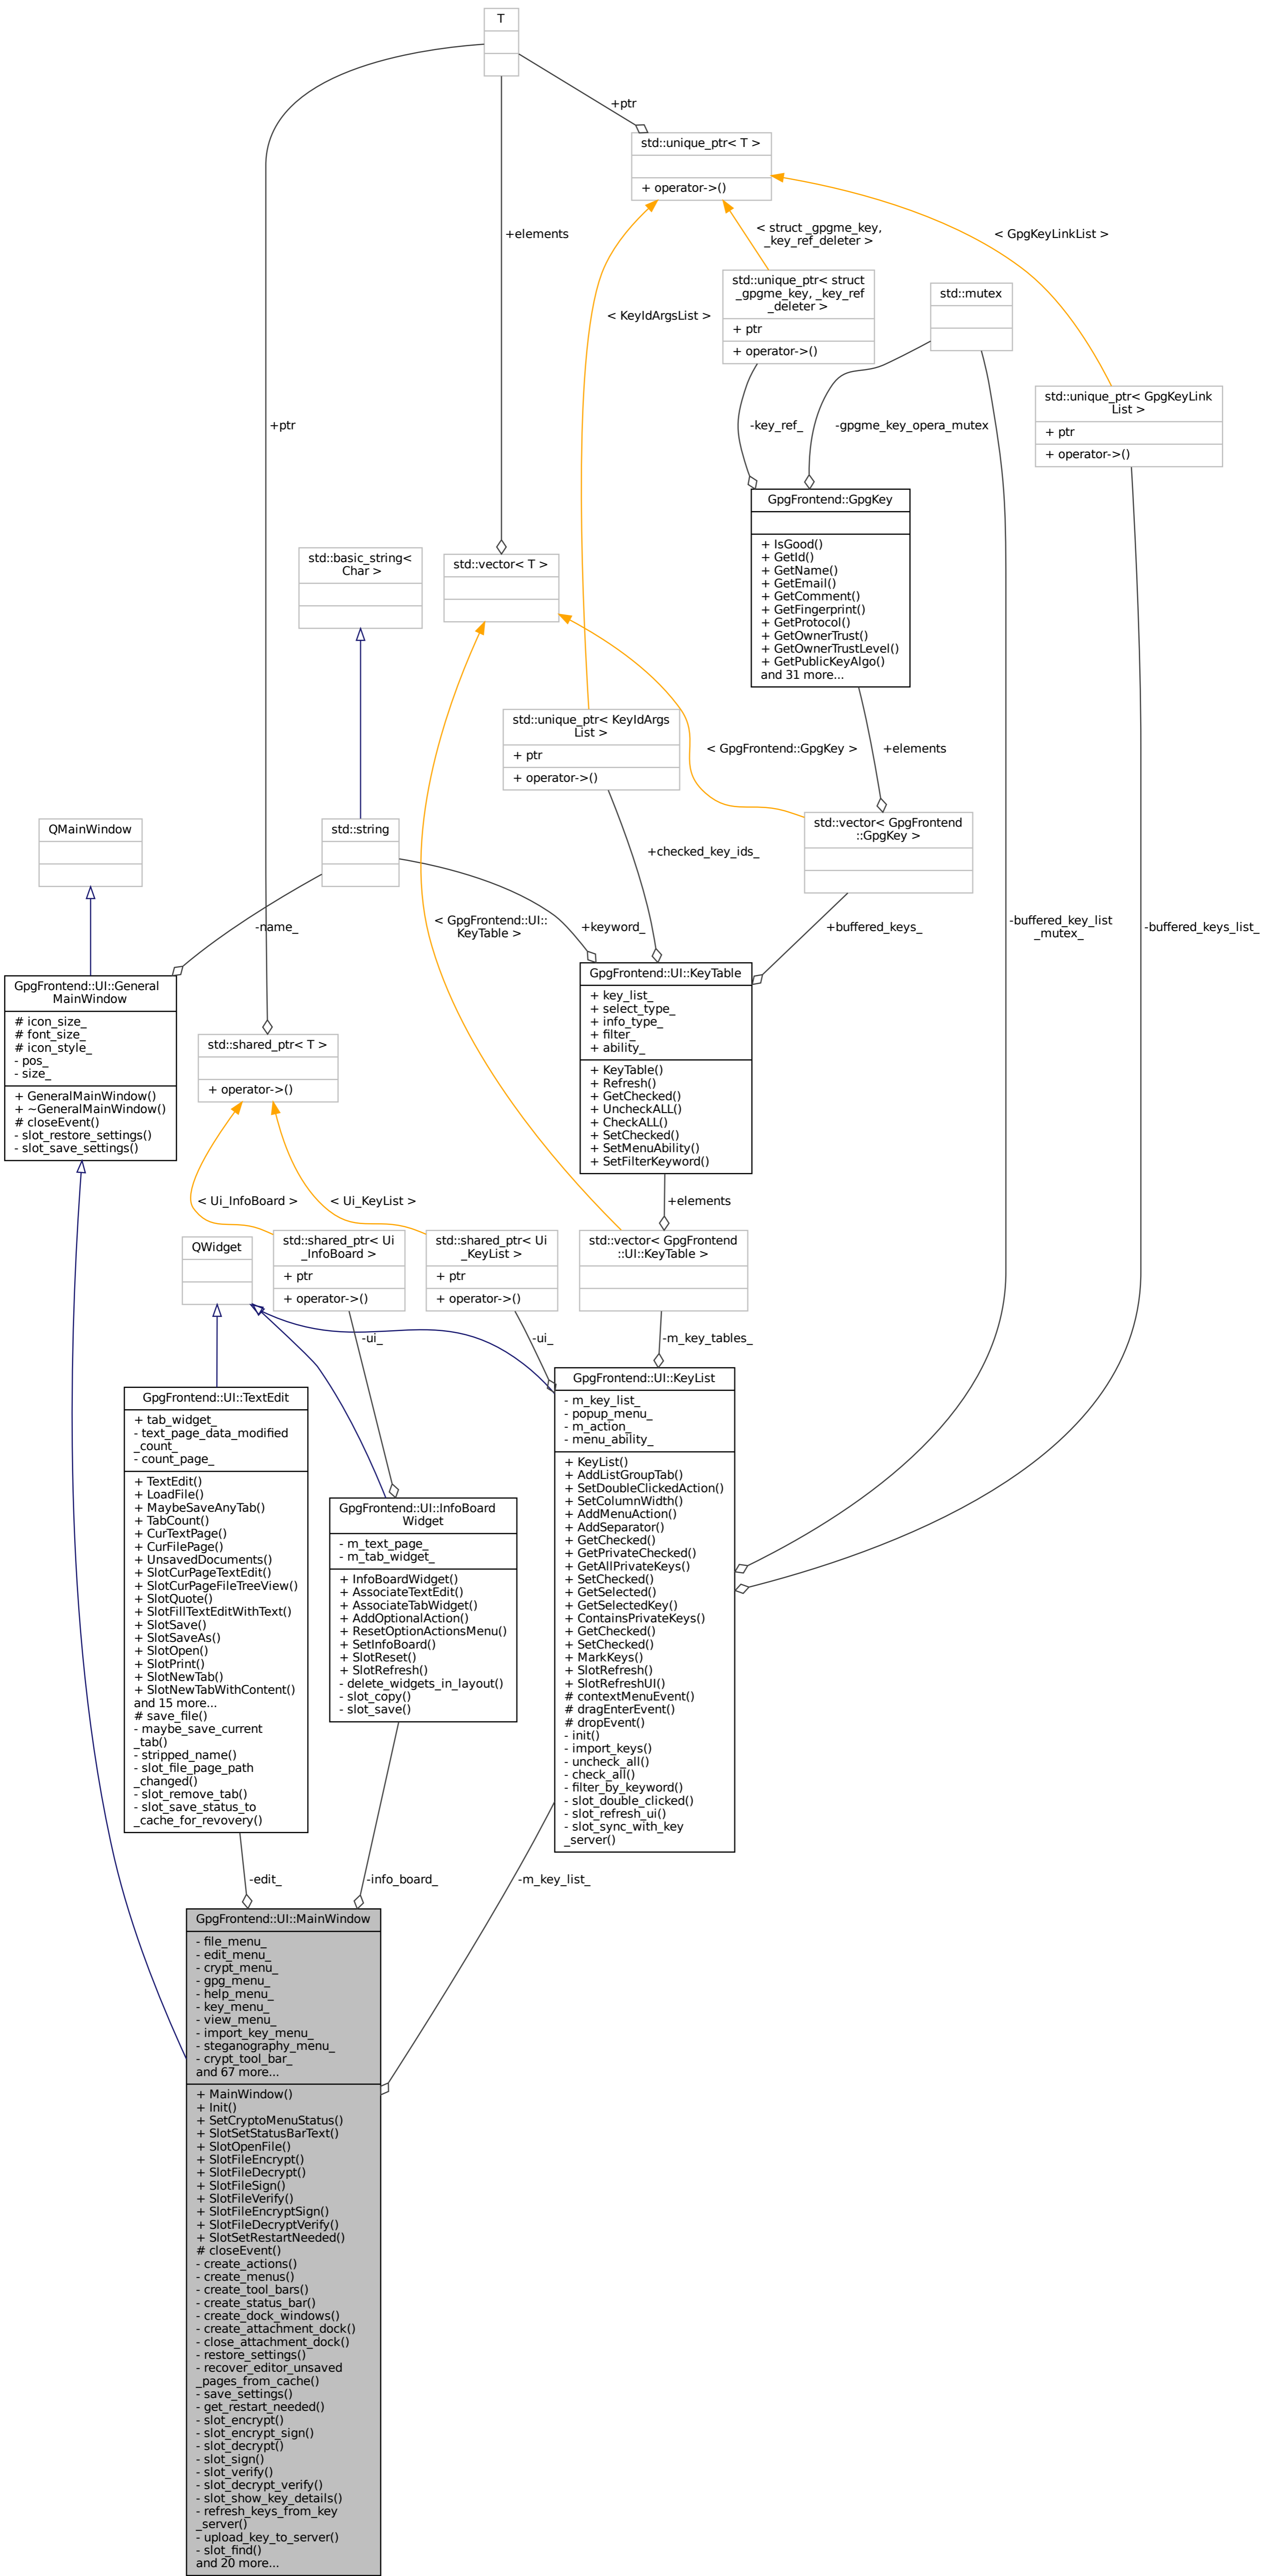 T
+ptr
std::unique_ptr< T >
+ operator->()
+elements
< struct _gpgme_key,
_key_ref_deleter >
< GpgKeyLinkList >
std::unique_ptr< struct
_gpgme_key, _key_ref
_deleter >
+ ptr
+ operator->()
std::mutex
< KeyIdArgsList >
std::unique_ptr< GpgKeyLink
List >
+ ptr
+ operator->()
+ptr
-key_ref_
-gpgme_key_opera_mutex
GpgFrontend::GpgKey
+ IsGood()
+ GetId()
+ GetName()
+ GetEmail()
+ GetComment()
+ GetFingerprint()
+ GetProtocol()
+ GetOwnerTrust()
+ GetOwnerTrustLevel()
+ GetPublicKeyAlgo()
and 31 more...
std::basic_string<
Char >
std::vector< T >
std::unique_ptr< KeyIdArgs
List >
+ ptr
+ operator->()
< GpgFrontend::GpgKey >
+elements
QMainWindow
std::string
std::vector< GpgFrontend
::GpgKey >
+checked_key_ids_
-name_
< GpgFrontend::UI::
KeyTable >
+keyword_
+buffered_keys_
-buffered_key_list
_mutex_
-buffered_keys_list_
GpgFrontend::UI::General
MainWindow
# icon_size_
# font_size_
# icon_style_
- pos_
- size_
+ GeneralMainWindow()
+ ~GeneralMainWindow()
# closeEvent()
- slot_restore_settings()
- slot_save_settings()
std::shared_ptr< T >
+ operator->()
GpgFrontend::UI::KeyTable
+ key_list_
+ select_type_
+ info_type_
+ filter_
+ ability_
+ KeyTable()
+ Refresh()
+ GetChecked()
+ UncheckALL()
+ CheckALL()
+ SetChecked()
+ SetMenuAbility()
+ SetFilterKeyword()
< Ui_InfoBoard >
< Ui_KeyList >
+elements
QWidget
std::shared_ptr< Ui
_InfoBoard >
+ ptr
+ operator->()
std::shared_ptr< Ui
_KeyList >
+ ptr
+ operator->()
std::vector< GpgFrontend
::UI::KeyTable >
-ui_
-ui_
-m_key_tables_
GpgFrontend::UI::TextEdit
+ tab_widget_
- text_page_data_modified
_count_
- count_page_
+ TextEdit()
+ LoadFile()
+ MaybeSaveAnyTab()
+ TabCount()
+ CurTextPage()
+ CurFilePage()
+ UnsavedDocuments()
+ SlotCurPageTextEdit()
+ SlotCurPageFileTreeView()
+ SlotQuote()
+ SlotFillTextEditWithText()
+ SlotSave()
+ SlotSaveAs()
+ SlotOpen()
+ SlotPrint()
+ SlotNewTab()
+ SlotNewTabWithContent()
and 15 more...
# save_file()
- maybe_save_current
_tab()
- stripped_name()
- slot_file_page_path
_changed()
- slot_remove_tab()
- slot_save_status_to
_cache_for_revovery()
GpgFrontend::UI::InfoBoard
Widget
- m_text_page_
- m_tab_widget_
+ InfoBoardWidget()
+ AssociateTextEdit()
+ AssociateTabWidget()
+ AddOptionalAction()
+ ResetOptionActionsMenu()
+ SetInfoBoard()
+ SlotReset()
+ SlotRefresh()
- delete_widgets_in_layout()
- slot_copy()
- slot_save()
GpgFrontend::UI::KeyList
- m_key_list_
- popup_menu_
- m_action_
- menu_ability_
+ KeyList()
+ AddListGroupTab()
+ SetDoubleClickedAction()
+ SetColumnWidth()
+ AddMenuAction()
+ AddSeparator()
+ GetChecked()
+ GetPrivateChecked()
+ GetAllPrivateKeys()
+ SetChecked()
+ GetSelected()
+ GetSelectedKey()
+ ContainsPrivateKeys()
+ GetChecked()
+ SetChecked()
+ MarkKeys()
+ SlotRefresh()
+ SlotRefreshUI()
# contextMenuEvent()
# dragEnterEvent()
# dropEvent()
- init()
- import_keys()
- uncheck_all()
- check_all()
- filter_by_keyword()
- slot_double_clicked()
- slot_refresh_ui()
- slot_sync_with_key
_server()
-edit_
-info_board_
-m_key_list_
GpgFrontend::UI::MainWindow
- file_menu_
- edit_menu_
- crypt_menu_
- gpg_menu_
- help_menu_
- key_menu_
- view_menu_
- import_key_menu_
- steganography_menu_
- crypt_tool_bar_
and 67 more...
+ MainWindow()
+ Init()
+ SetCryptoMenuStatus()
+ SlotSetStatusBarText()
+ SlotOpenFile()
+ SlotFileEncrypt()
+ SlotFileDecrypt()
+ SlotFileSign()
+ SlotFileVerify()
+ SlotFileEncryptSign()
+ SlotFileDecryptVerify()
+ SlotSetRestartNeeded()
# closeEvent()
- create_actions()
- create_menus()
- create_tool_bars()
- create_status_bar()
- create_dock_windows()
- create_attachment_dock()
- close_attachment_dock()
- restore_settings()
- recover_editor_unsaved
_pages_from_cache()
- save_settings()
- get_restart_needed()
- slot_encrypt()
- slot_encrypt_sign()
- slot_decrypt()
- slot_sign()
- slot_verify()
- slot_decrypt_verify()
- slot_show_key_details()
- refresh_keys_from_key
_server()
- upload_key_to_server()
- slot_find()
and 20 more...